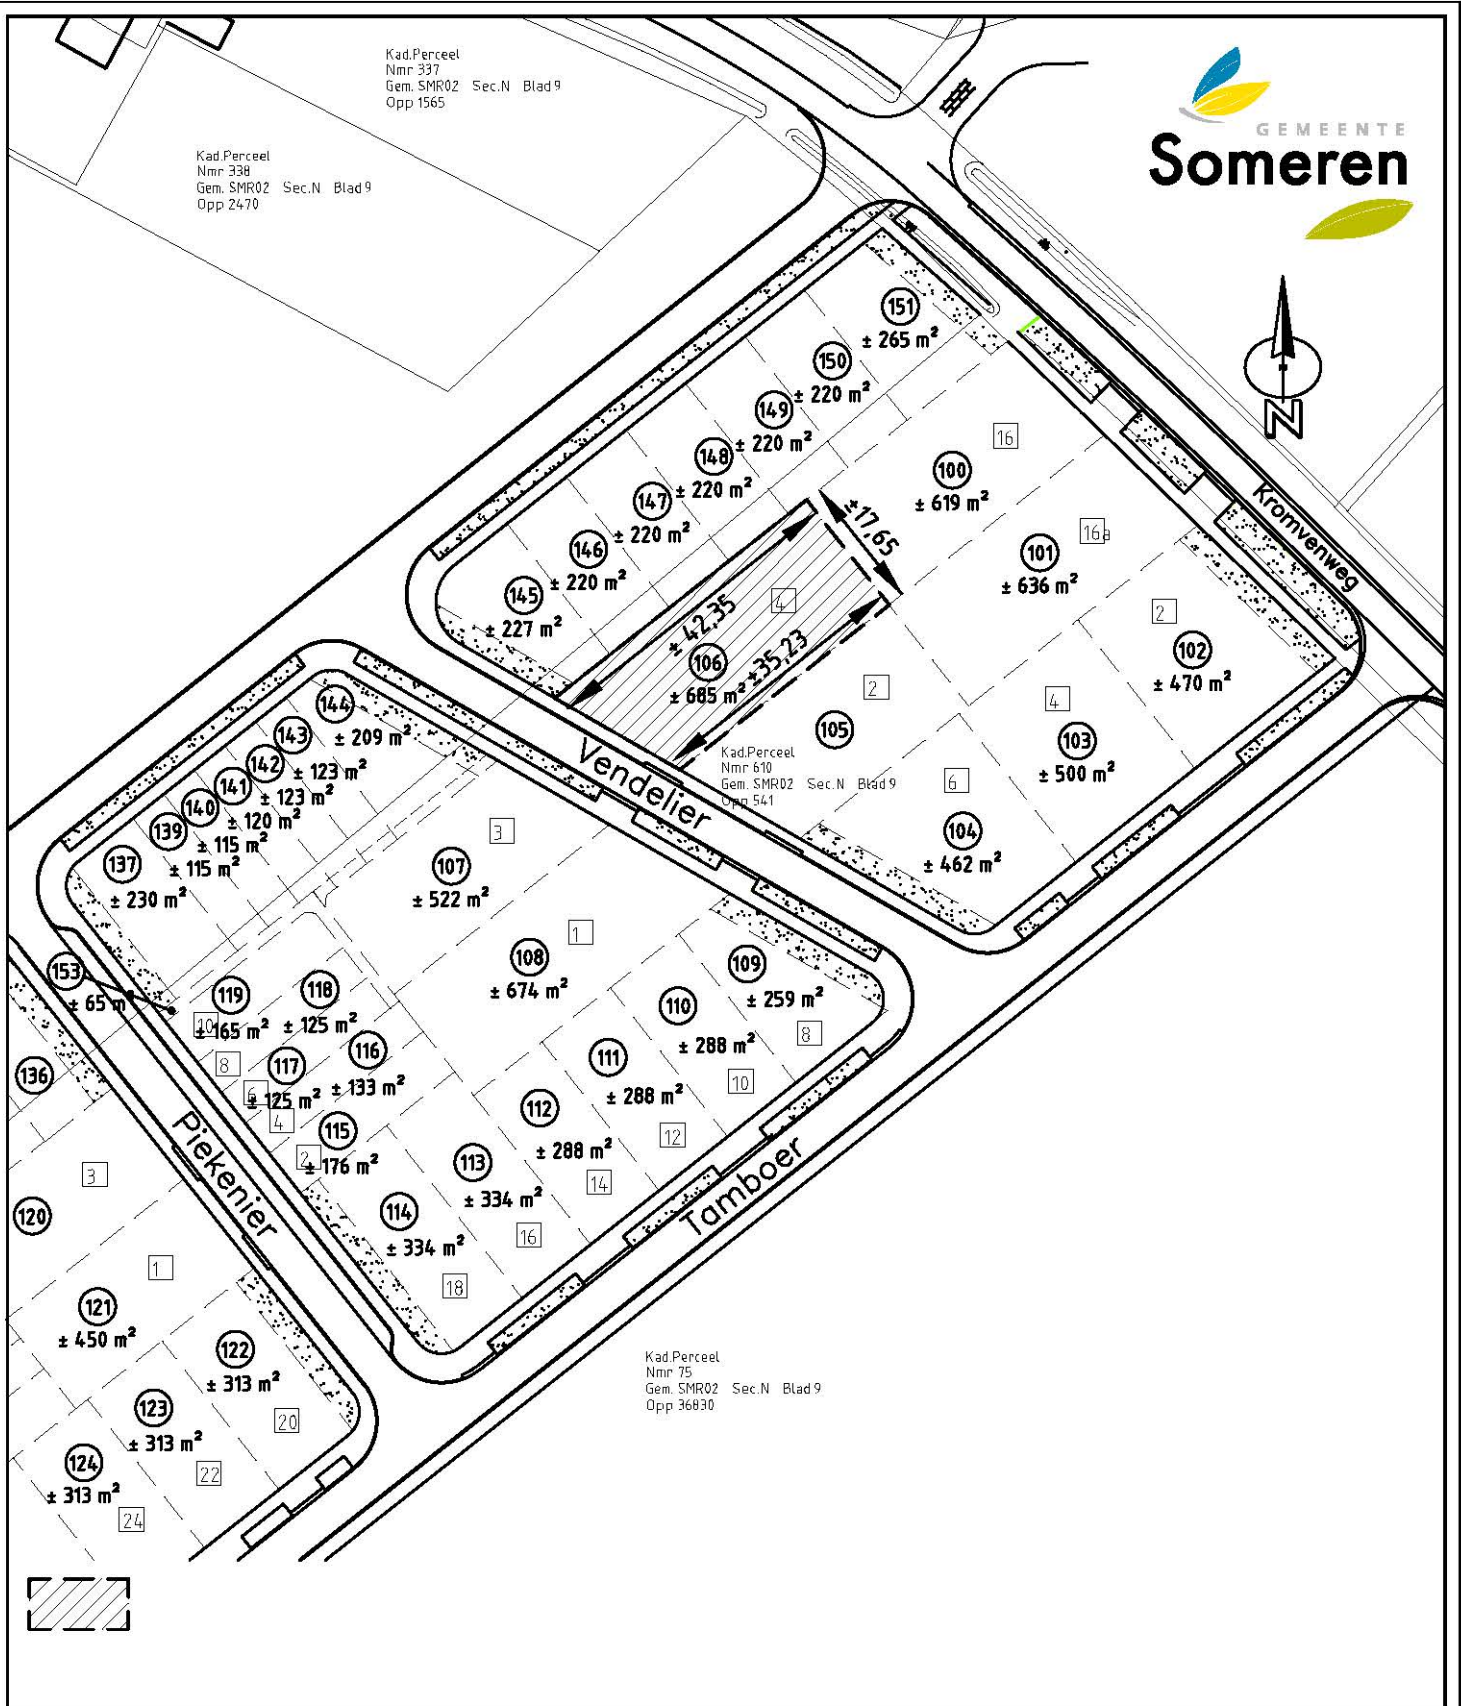 Kad.Perceel
Nmr 337
Gem. SMR02 Sec.N Blad 9
Opp 1565
Kad.Perceel
Nmr 338
Gem. SMR02 Sec.N Blad 9
Opp 2470
GEMEENTE
Someren
N
151
± 265 m²
150
± 220 m²
149
± 220 m²
148
± 220 m²
147
± 220 m²
146
± 220 m²
145
± 227 m²
16
100
± 619 m²
16a
101
± 636 m²
Kromvenweg
2
102
± 470 m²
4
103
± 500 m²
6
104
± 462 m²
2
105
Kad.Perceel
Nmr 610
Gem. SMR02 Sec.N Blad 9
Opp 541
±17,65
4
± 42,35
106
± 685 m²
±35,23
Vendelier
144
± 209 m²
143
± 123 m²
142
± 123 m²
141
± 120 m²
140
± 115 m²
139
± 115 m²
137
± 230 m²
3
107
± 522 m²
1
108
± 674 m²
109
± 259 m²
8
110
± 288 m²
10
111
± 288 m²
12
112
± 288 m²
14
113
± 334 m²
16
114
± 334 m²
18
153
± 65 m²
119
± 165 m²
10
118
± 125 m²
8
117
± 125 m²
6
116
± 133 m²
4
115
± 176 m²
2
Piekenier
Tamboer
136
3
120
1
121
± 450 m²
122
± 313 m²
20
123
± 313 m²
22
124
± 313 m²
24
Kad.Perceel
Nmr 75
Gem. SMR02 Sec.N Blad 9
Opp 36830